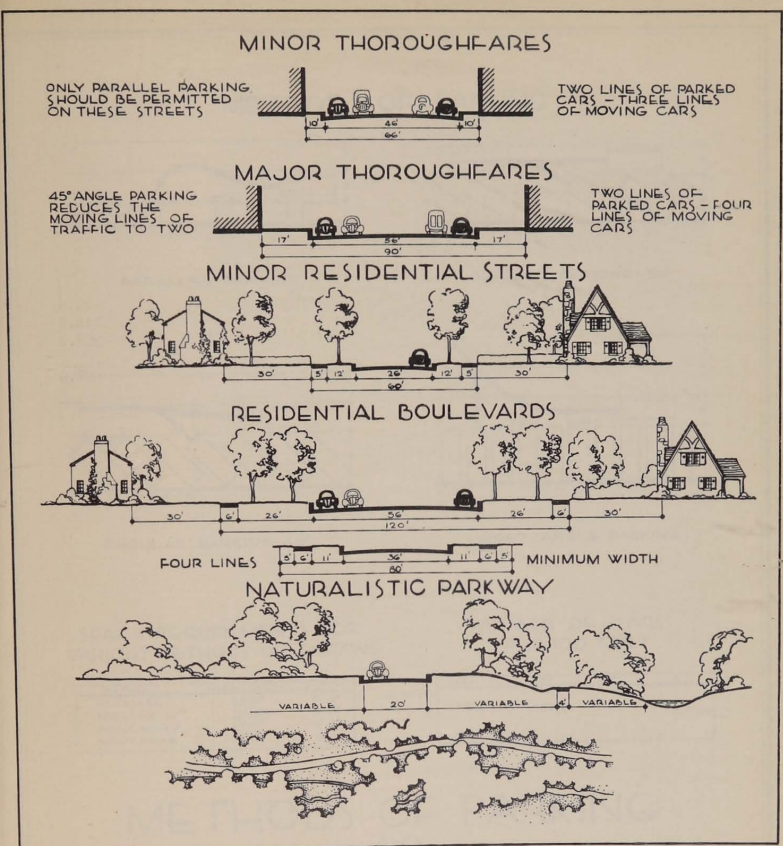 MINOR THOROUGHFARES
ONLY PARALLEL PARKING
SHOULD BE PERMITTED
ON THESE STREETS
TWO LINES OF PARKED
CARS - THREE LINES
OF MOVING CARS
10' 46' 10'
66'
MAJOR THOROUGHFARES
45° ANGLE PARKING
REDUCES THE
MOVING LINES OF
TRAFFIC TO TWO
TWO LINES OF
PARKED CARS - FOUR
LINES OF MOVING
CARS
17' 56' 17'
90'
MINOR RESIDENTIAL STREETS
30' 5' 12' 26' 12' 5' 30'
60'
RESIDENTIAL BOULEVARDS
30' 6' 26' 56' 26' 6' 30'
120'
FOUR LINES
5' 6' 11' 36' 11' 6' 5'
80'
MINIMUM WIDTH
NATURALISTIC PARKWAY
VARIABLE 20' VARIABLE 4' VARIABLE